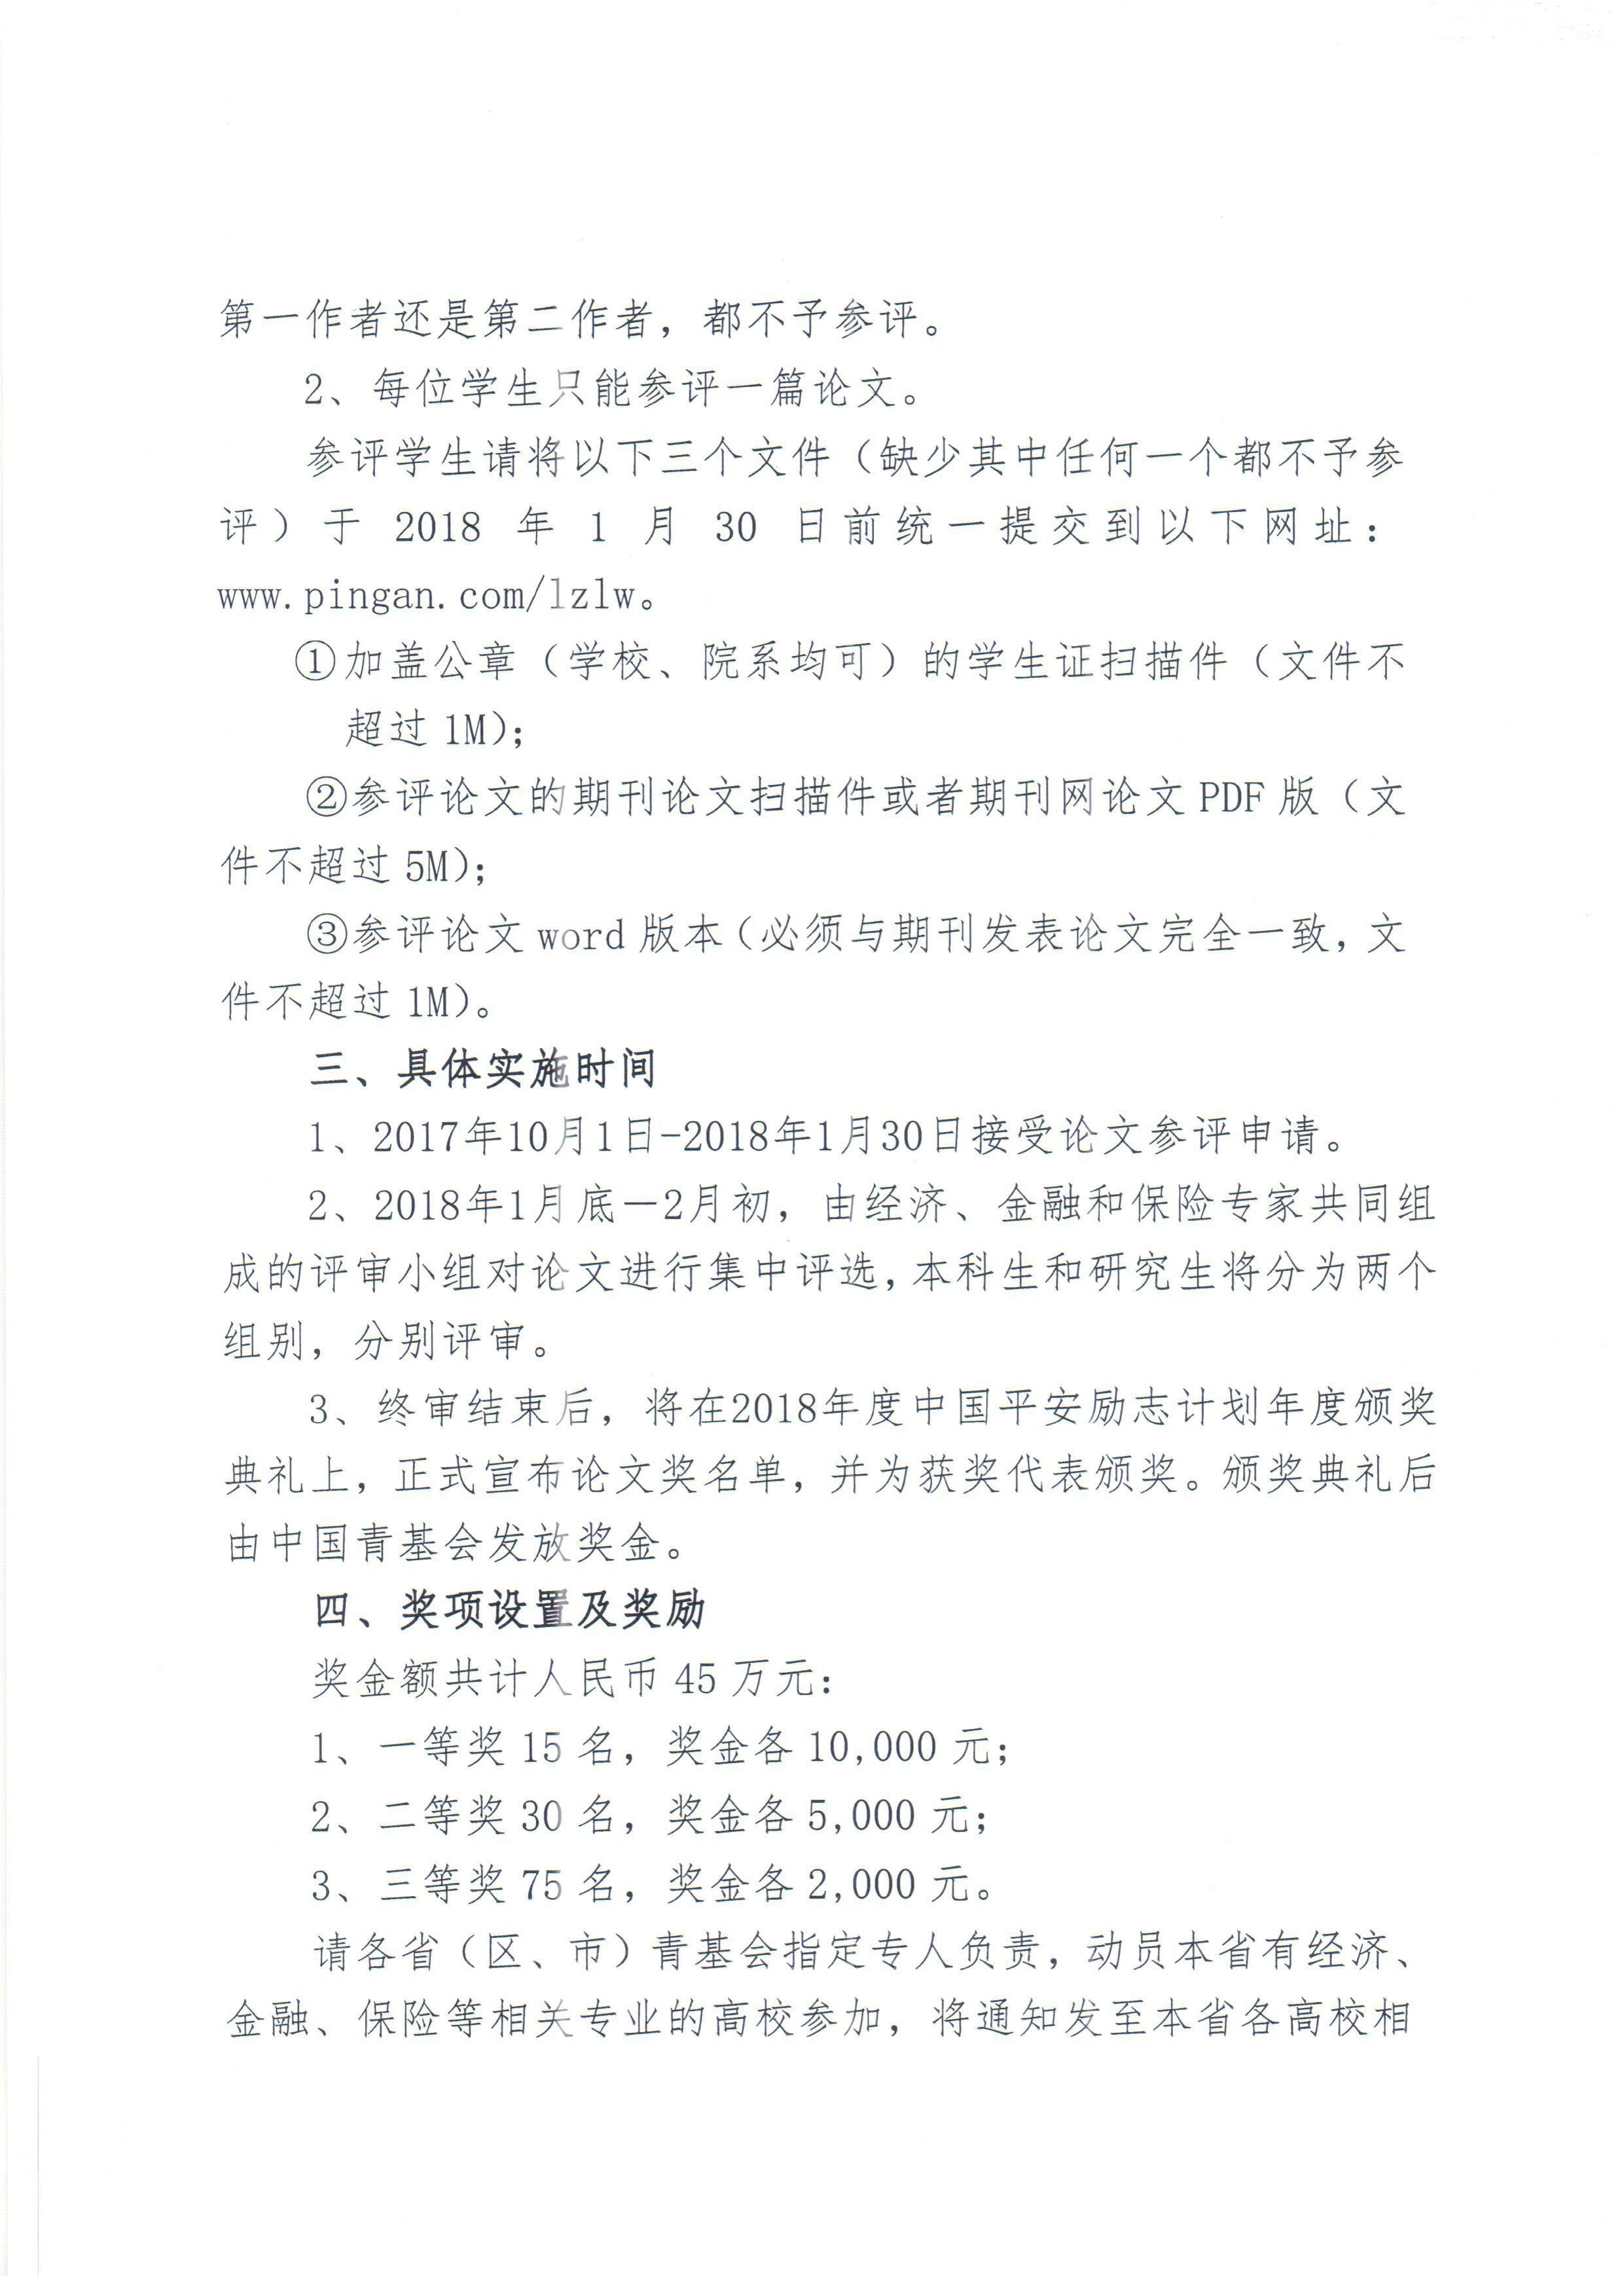 第一作者还是第二作者，都不予参评。
2、每位学生只能参评一篇论文。
参评学生请将以下三个文件（缺少其中任何一个都不予参
评）于 2018 年 1 月 30 日前统一提交到以下网址：
www.pingan.com/lzlw。
①加盖公章（学校、院系均可）的学生证扫描件（文件不
超过 1M）；
②参评论文的期刊论文扫描件或者期刊网论文 PDF 版（文
件不超过 5M）；
③参评论文 word 版本（必须与期刊发表论文完全一致，文
件不超过 1M）。
三、具体实施时间
1、2017年10月1日-2018年1月30日接受论文参评申请。
2、2018年1月底－2月初，由经济、金融和保险专家共同组
成的评审小组对论文进行集中评选，本科生和研究生将分为两个
组别，分别评审。
3、终审结束后，将在2018年度中国平安励志计划年度颁奖
典礼上，正式宣布论文奖名单，并为获奖代表颁奖。颁奖典礼后
由中国青基会发放奖金。
四、奖项设置及奖励
奖金额共计人民币 45 万元：
1、一等奖 15 名，奖金各 10,000 元；
2、二等奖 30 名，奖金各 5,000 元；
3、三等奖 75 名，奖金各 2,000 元。
请各省（区、市）青基会指定专人负责，动员本省有经济、
金融、保险等相关专业的高校参加，将通知发至本省各高校相